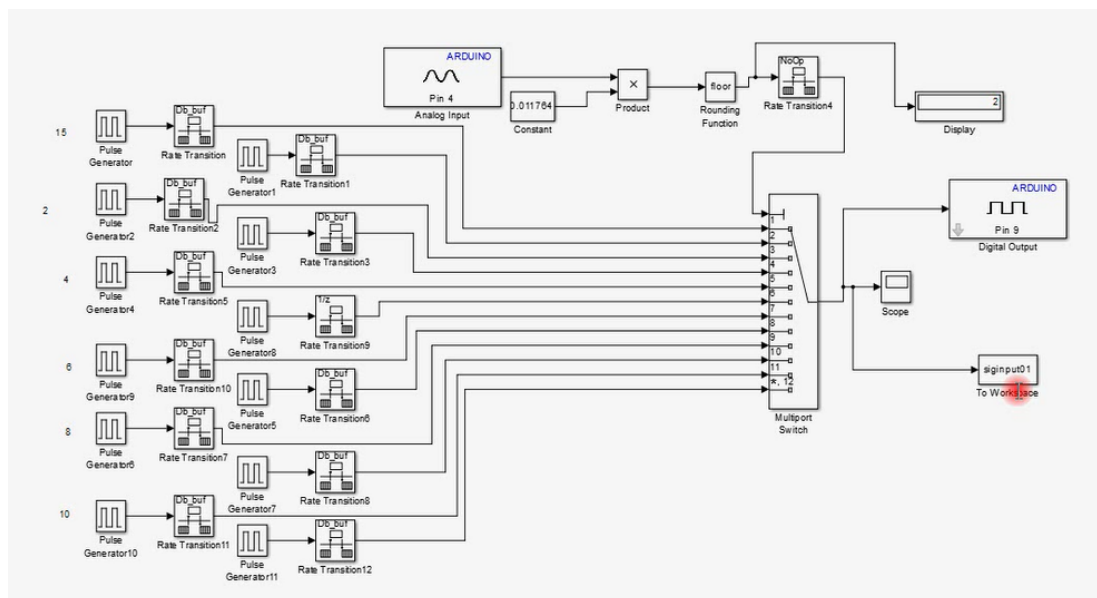 ARDUINO
Pin 4
Analog Input
0.011764
Constant
×
Product
floor
Rounding
Function
NoOp
Rate Transition4
2
Display
15
Pulse
Generator
Db_buf
Rate Transition
Pulse
Generator1
Db_buf
Rate Transition1
2
Pulse
Generator2
Db_buf
Rate Transition2
Pulse
Generator3
Db_buf
Rate Transition3
4
Pulse
Generator4
Db_buf
Rate Transition5
Pulse
Generator8
1/z
Rate Transition9
6
Pulse
Generator9
Db_buf
Rate Transition10
Pulse
Generator5
Db_buf
Rate Transition6
8
Pulse
Generator6
Db_buf
Rate Transition7
Pulse
Generator7
Db_buf
Rate Transition8
10
Pulse
Generator10
Db_buf
Rate Transition11
Pulse
Generator11
Db_buf
Rate Transition12
1
2
3
4
5
6
7
8
9
10
11
*, 12
Multiport
Switch
ARDUINO
Pin 9
Digital Output
Scope
siginput01
To Workspace